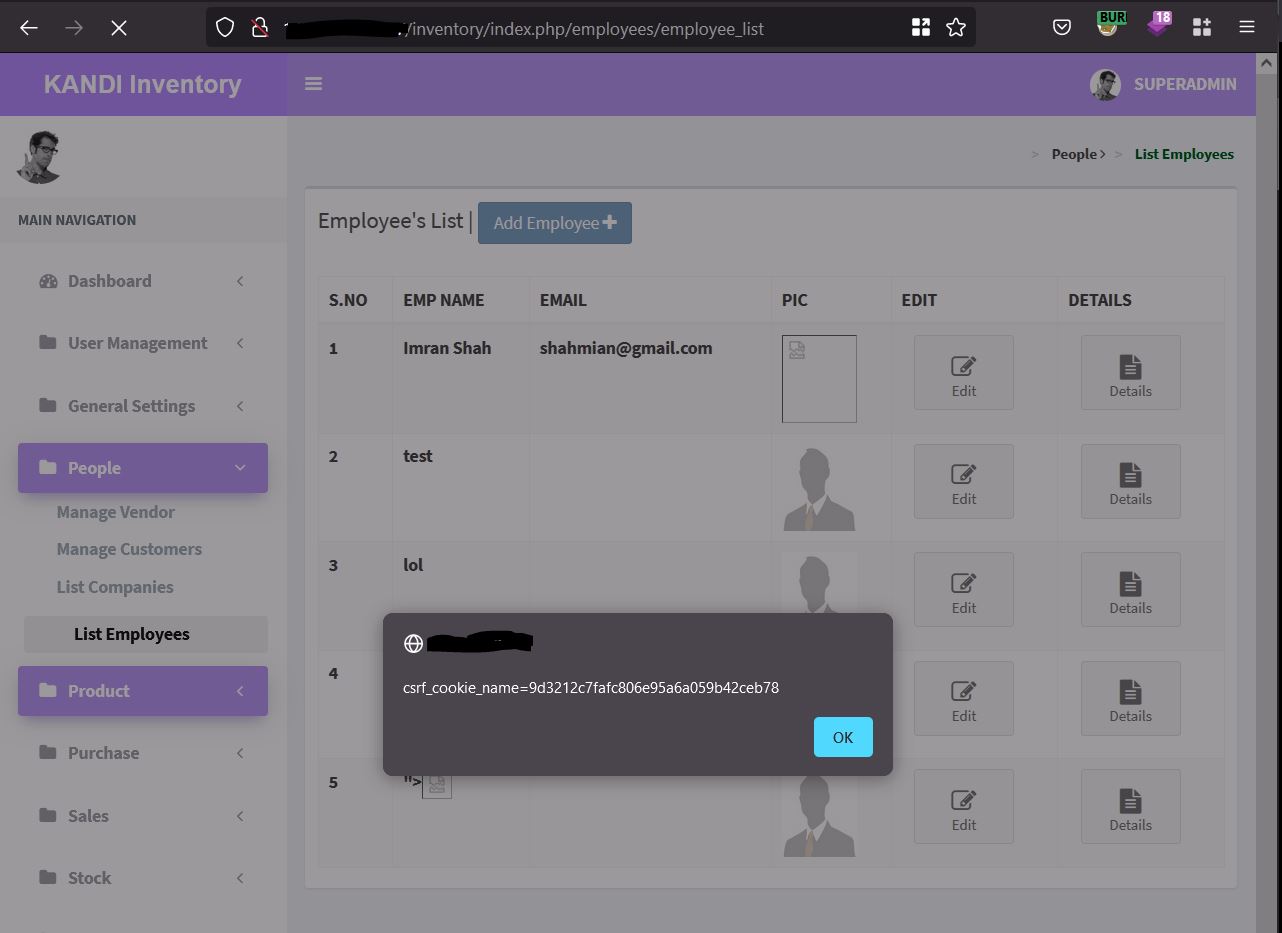 /inventory/index.php/employees/employee_list
BUR
18
KANDI Inventory
SUPERADMIN
> People > > List Employees
MAIN NAVIGATION
Employee's List | Add Employee
Dashboard
User Management
General Settings
People
Manage Vendor
Manage Customers
List Companies
List Employees
Product
Purchase
Sales
Stock
S.NO EMP NAME EMAIL PIC EDIT DETAILS
1 Imran Shah shahmian@gmail.com Edit Details
2 test Edit Details
3 lol Edit Details
4 Edit Details
5 "> Edit Details
csrf_cookie_name=9d3212c7fafc806e95a6a059b42ceb78
OK